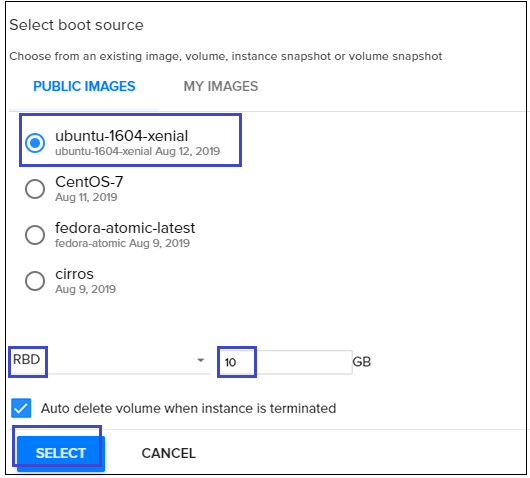 Select boot source
Choose from an existing image, volume, instance snapshot or volume snapshot
PUBLIC IMAGES MY IMAGES
ubuntu-1604-xenial
ubuntu-1604-xenial Aug 12, 2019
CentOS-7
Aug 11, 2019
fedora-atomic-latest
fedora-atomic Aug 9, 2019
cirros
Aug 9, 2019
RBD 10 GB
Auto delete volume when instance is terminated
SELECT CANCEL